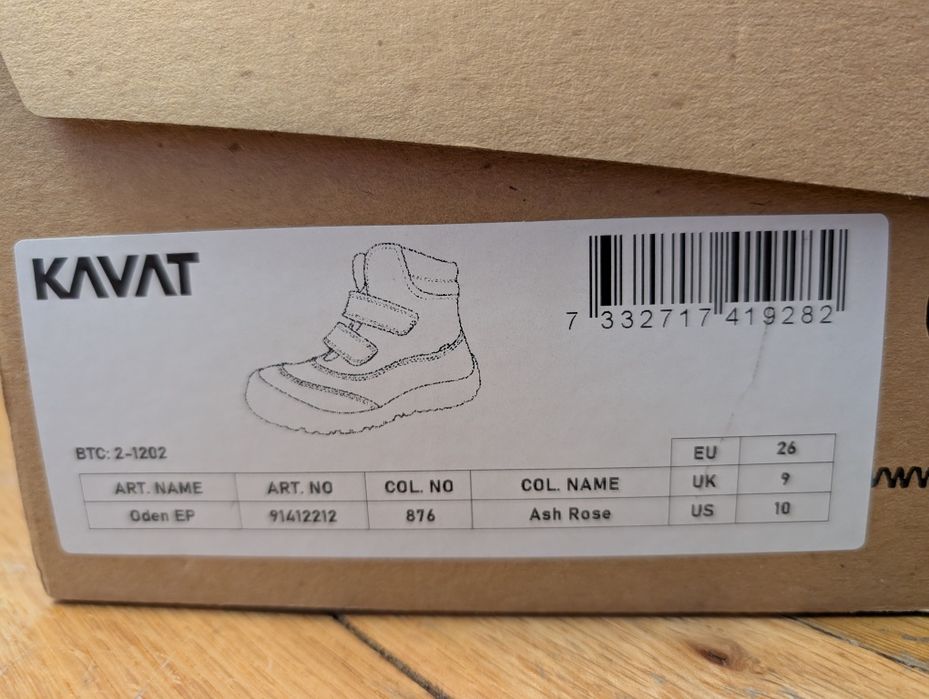 KAVAT
7 332717 419282
BTC: 2-1202
EU 26
ART. NAME ART. NO COL. NO COL. NAME UK 9
Oden EP 91412212 876 Ash Rose US 10